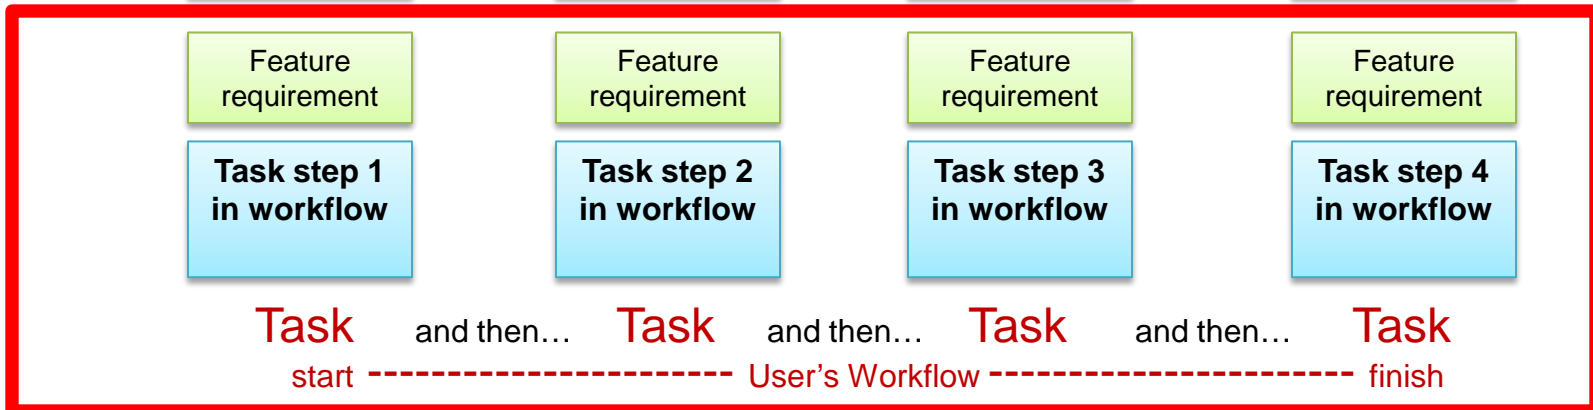 Feature
requirement
Feature
requirement
Feature
requirement
Feature
requirement
Task step 1
in workflow
Task step 2
in workflow
Task step 3
in workflow
Task step 4
in workflow
Task and then… Task and then… Task and then… Task
start ---------------------- User's Workflow ---------------------- finish